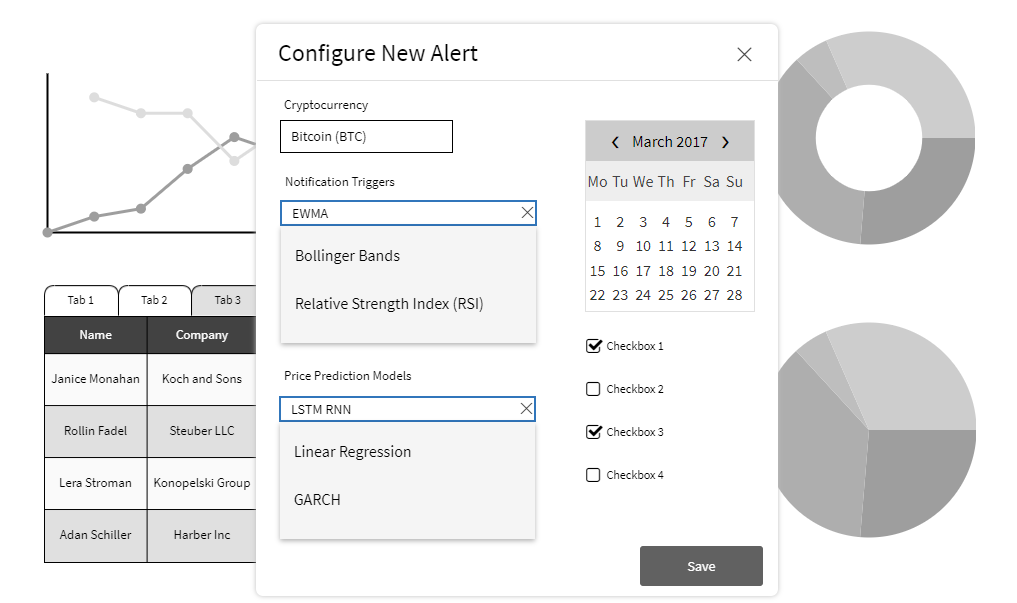 Configure New Alert
Cryptocurrency
Bitcoin (BTC)
Notification Triggers
EWMA
Bollinger Bands
Relative Strength Index (RSI)
Price Prediction Models
LSTM RNN
Linear Regression
GARCH
March 2017
Mo Tu We Th Fr Sa Su
1 2 3 4 5 6 7
8 9 10 11 12 13 14
15 16 17 18 19 20 21
22 23 24 25 26 27 28
Checkbox 1
Checkbox 2
Checkbox 3
Checkbox 4
Save
Tab 1 Tab 2 Tab 3
Name Company
Janice Monahan Koch and Sons
Rollin Fadel Steuber LLC
Lera Stroman Konopelski Group
Adan Schiller Harber Inc